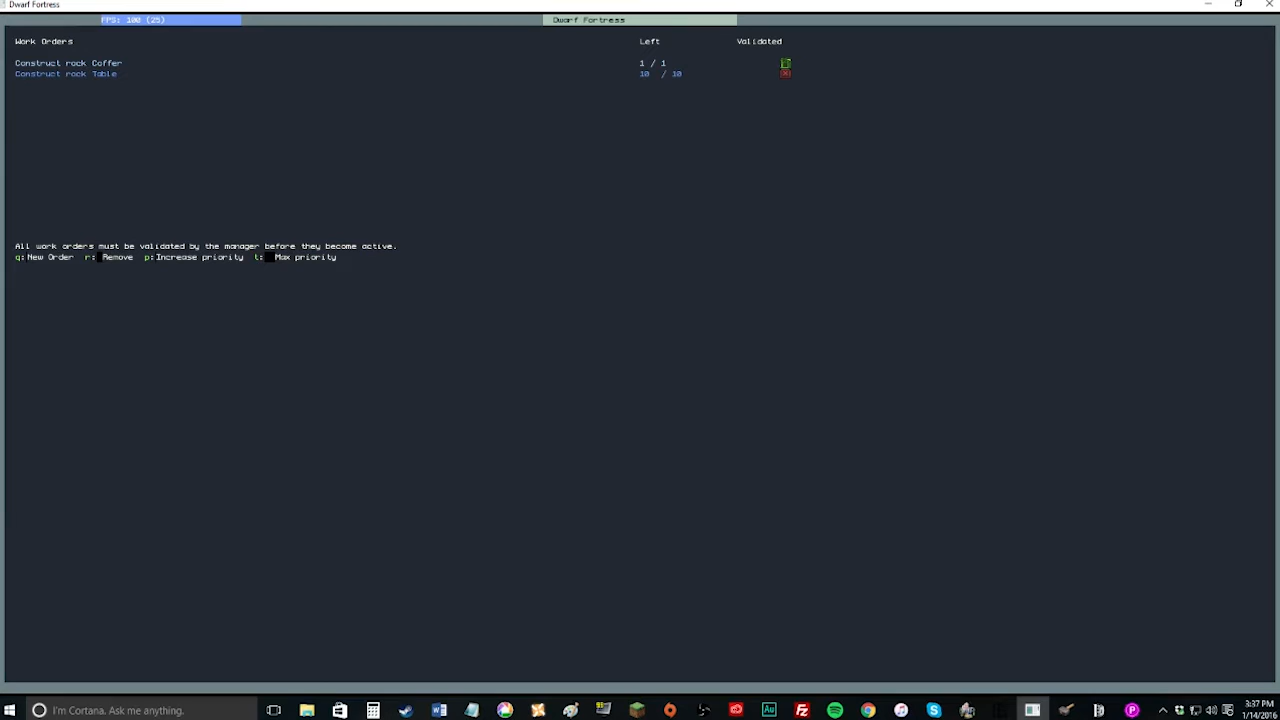 Dwarf Fortress
FPS: 100 (25)
Dwarf Fortress
Work Orders Left Validated
Construct rock Coffer 1 / 1
Construct rock Table 10 / 10
All work orders must be validated by the manager before they become active.
q: New Order r: Remove p: Increase priority t: Max priority
I'm Cortana. Ask me anything.
3:37 PM
1/14/2016